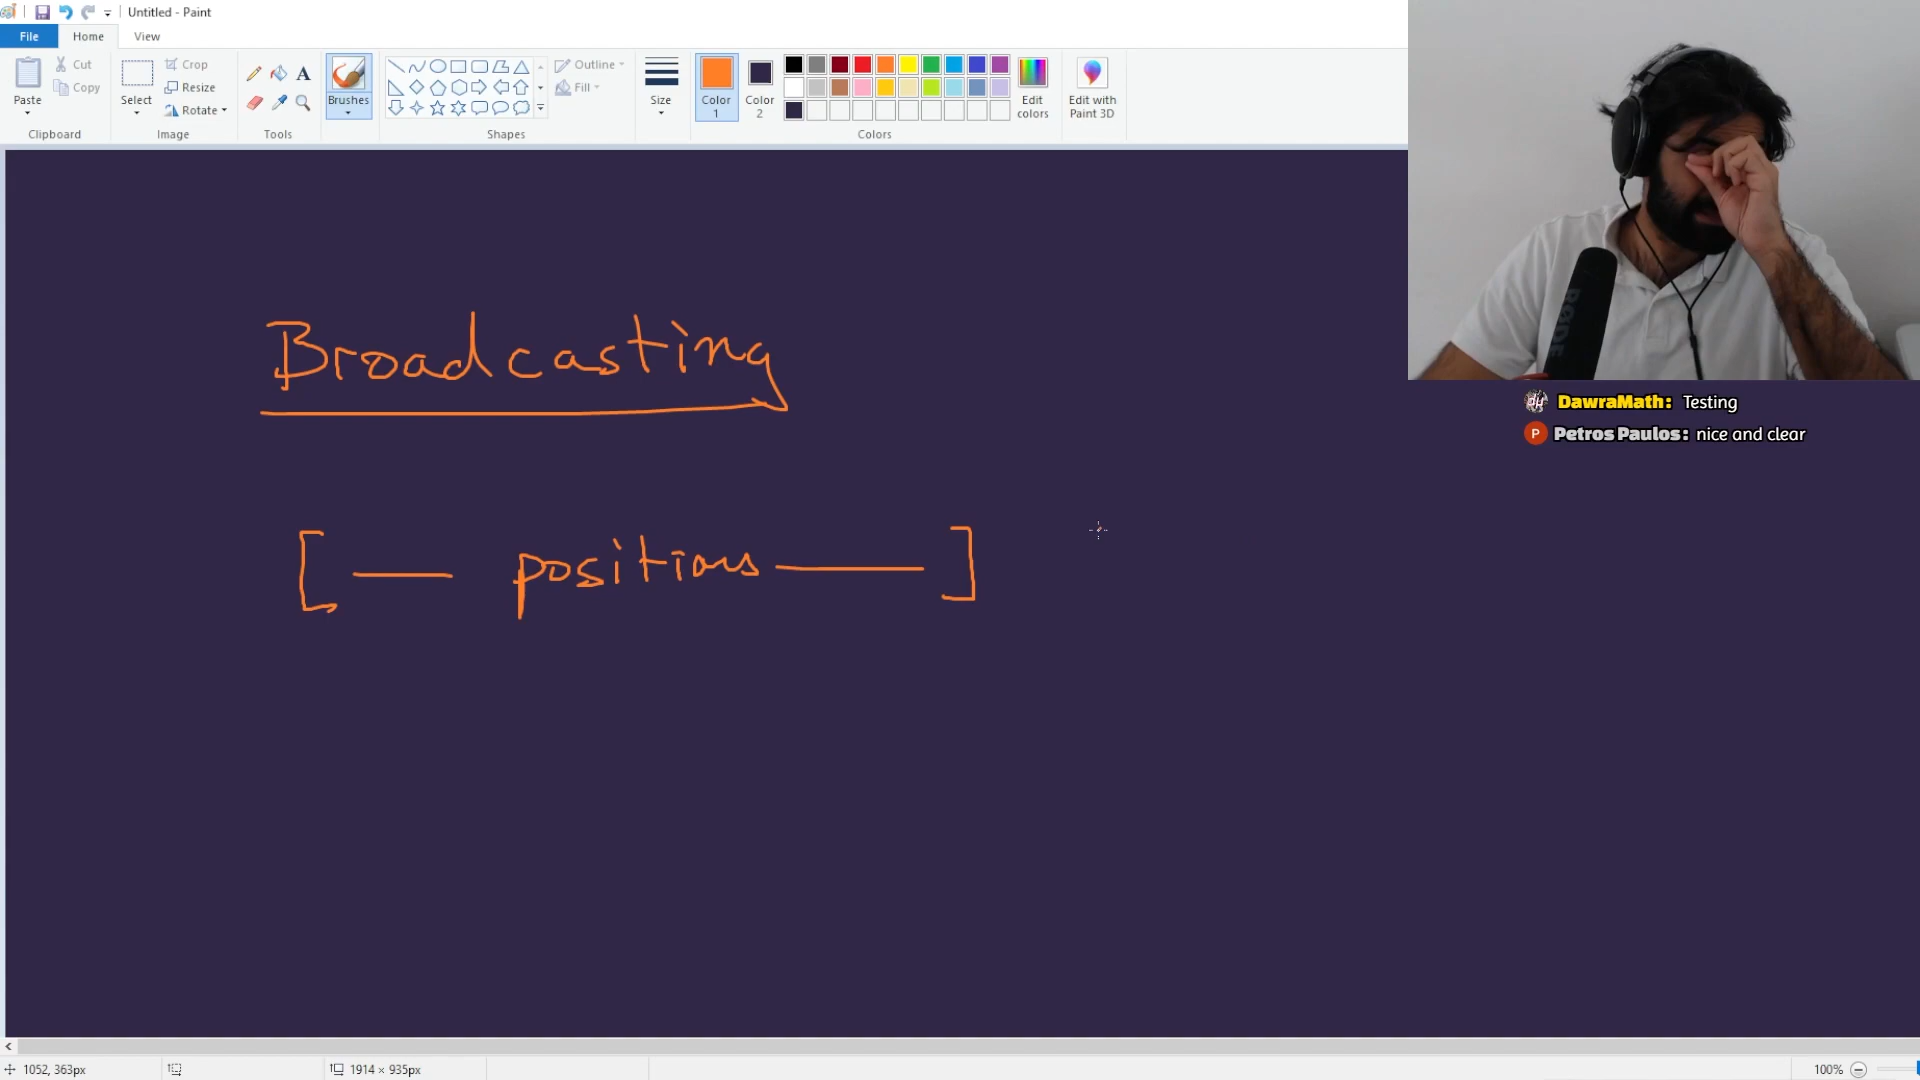 Untitled - Paint
File Home View
Paste
Cut
Copy
Clipboard
Select
Crop
Resize
Rotate
Image
Tools
Brushes
Shapes
Outline
Fill
Size
Color 1
Color 2
Edit colors
Colors
Edit with Paint 3D
RØDE
DawraMath: Testing
P Petros Paulos: nice and clear
Broadcasting
[ — positions — ]
1052, 363px
1914 × 935px
100%